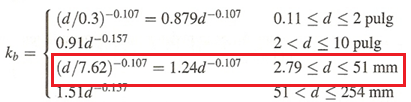 (d/0.3)⁻⁰·¹⁰⁷ = 0.879d⁻⁰·¹⁰⁷ 0.11 ≤ d ≤ 2 pulg
0.91d⁻⁰·¹⁵⁷ 2 < d ≤ 10 pulg
k_b = {
(d/7.62)⁻⁰·¹⁰⁷ = 1.24d⁻⁰·¹⁰⁷ 2.79 ≤ d ≤ 51 mm
1.51d⁻⁰·¹⁵⁷ 51 < d ≤ 254 mm